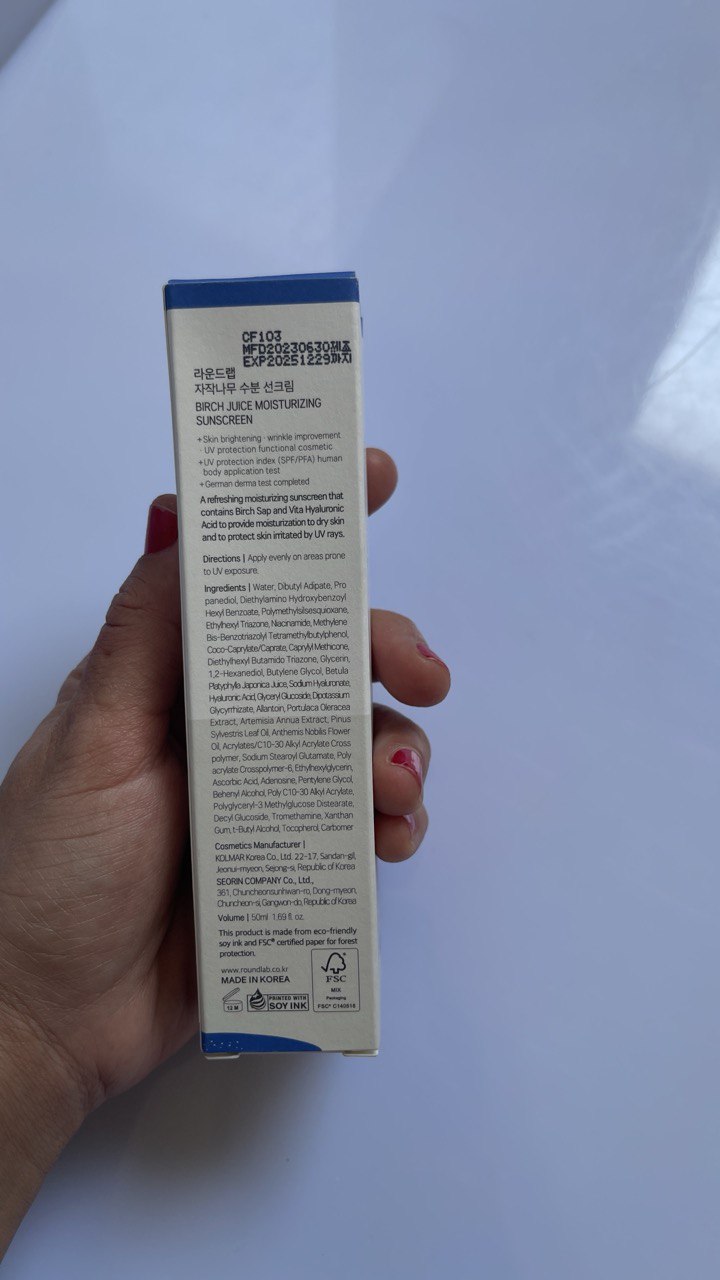 CF103
MFD20230630제조
EXP20251229까지
라운드랩
자작나무 수분 선크림
BIRCH JUICE MOISTURIZING
SUNSCREEN
+Skin brightening · wrinkle improvement
· UV protection functional cosmetic
+UV protection index (SPF/PFA) human
body application test
+German derma test completed
A refreshing moisturizing sunscreen that
contains Birch Sap and Vita Hyaluronic
Acid to provide moisturization to dry skin
and to protect skin irritated by UV rays.
Directions | Apply evenly on areas prone
to UV exposure.
Ingredients | Water, Dibutyl Adipate, Pro
panediol, Diethylamino Hydroxybenzoyl
Hexyl Benzoate, Polymethylsilsesquioxane,
Ethylhexyl Triazone, Niacinamide, Methylene
Bis-Benzotriazolyl Tetramethylbutylphenol,
Coco-Caprylate/Caprate, Caprylyl Methicone,
Diethylhexyl Butamido Triazone, Glycerin,
1,2-Hexanediol, Butylene Glycol, Betula
Platyphylla Japonica Juice, Sodium Hyaluronate,
Hyaluronic Acid, Glyceryl Glucoside, Dipotassium
Glycyrrhizate, Allantoin, Portulaca Oleracea
Extract, Artemisia Annua Extract, Pinus
Sylvestris Leaf Oil, Anthemis Nobilis Flower
Oil, Acrylates/C10-30 Alkyl Acrylate Cross
polymer, Sodium Stearoyl Glutamate, Poly
acrylate Crosspolymer-6, Ethylhexylglycerin,
Ascorbic Acid, Adenosine, Pentylene Glycol,
Behenyl Alcohol, Poly C10-30 Alkyl Acrylate,
Polyglyceryl-3 Methylglucose Distearate,
Decyl Glucoside, Tromethamine, Xanthan
Gum, t-Butyl Alcohol, Tocopherol, Carbomer
Cosmetics Manufacturer |
KOLMAR Korea Co., Ltd. 22-17, Sandan-gil,
Jeonui-myeon, Sejong-si, Republic of Korea
SEORIN COMPANY Co., Ltd.,
361, Chuncheonsunhwan-ro, Dong-myeon,
Chuncheon-si, Gangwon-do, Republic of Korea
Volume | 50ml 1.69 fl. oz.
This product is made from eco-friendly
soy ink and FSC® certified paper for forest
protection.
www.roundlab.co.kr
MADE IN KOREA
12 M
PRINTED WITH
SOY INK
FSC
MIX
Packaging
FSC® C140818